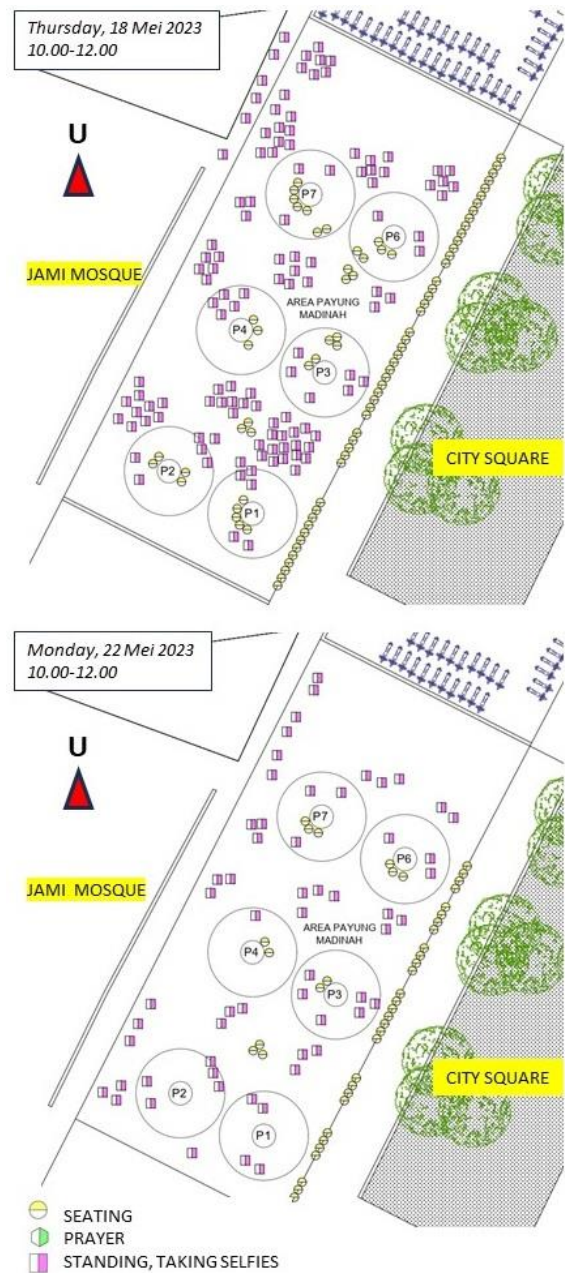 Thursday, 18 Mei 2023
10.00-12.00
U
P7
P6
JAMI MOSQUE
AREA PAYUNG
MADINAH
P4
P3
CITY SQUARE
P2
P1
Monday, 22 Mei 2023
10.00-12.00
U
P7
P6
JAMI MOSQUE
AREA PAYUNG
MADINAH
P4
P3
CITY SQUARE
P2
P1
SEATING
PRAYER
STANDING, TAKING SELFIES